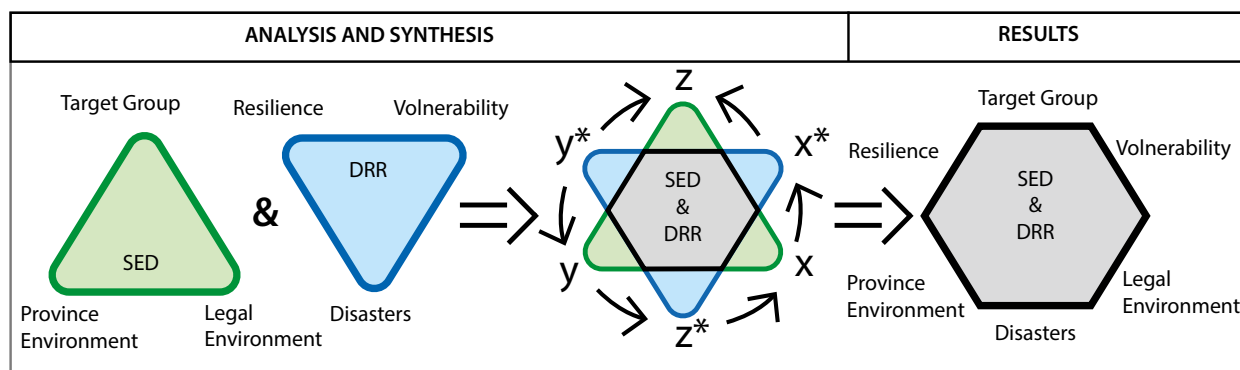 ANALYSIS AND SYNTHESIS
RESULTS
Target Group
SED
Province
Environment
Legal
Environment
&
Resilience
Volnerability
DRR
Disasters
z
y*
x*
SED
&
DRR
y
x
z*
Target Group
Resilience
Volnerability
SED
&
DRR
Province
Environment
Legal
Environment
Disasters